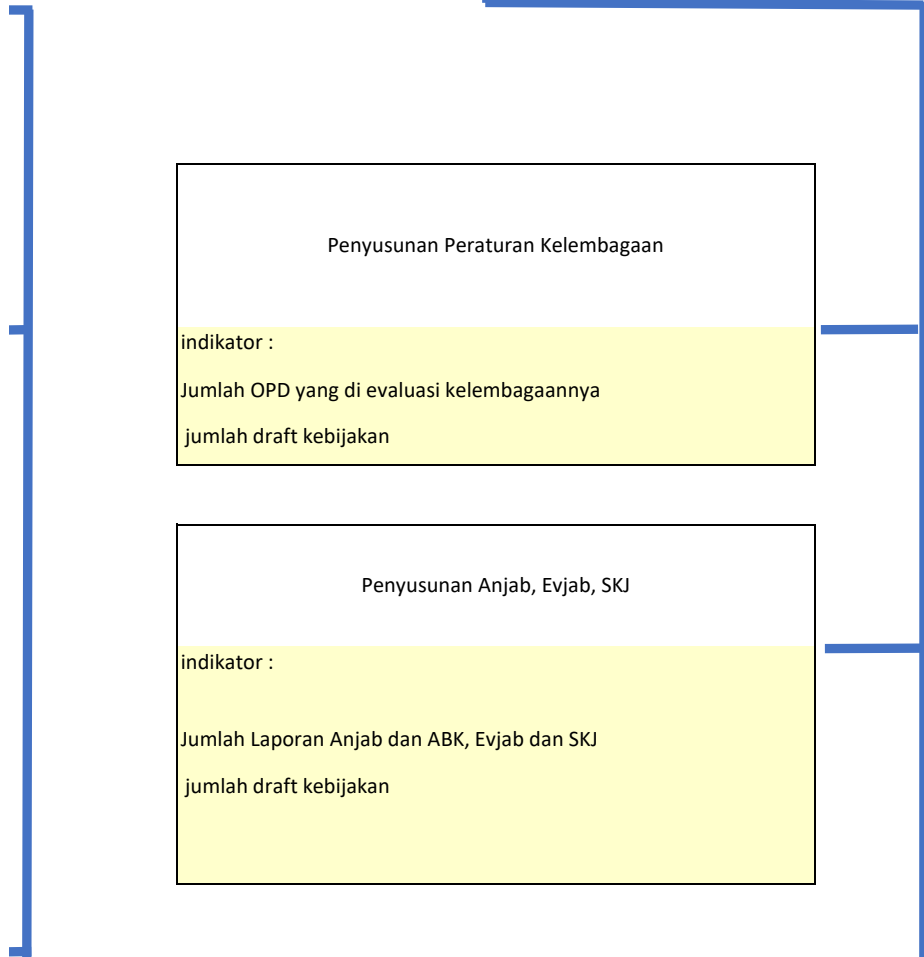 Penyusunan Peraturan Kelembagaan
indikator :
Jumlah OPD yang di evaluasi kelembagaannya
jumlah draft kebijakan
Penyusunan Anjab, Evjab, SKJ
indikator :
Jumlah Laporan Anjab dan ABK, Evjab dan SKJ
jumlah draft kebijakan